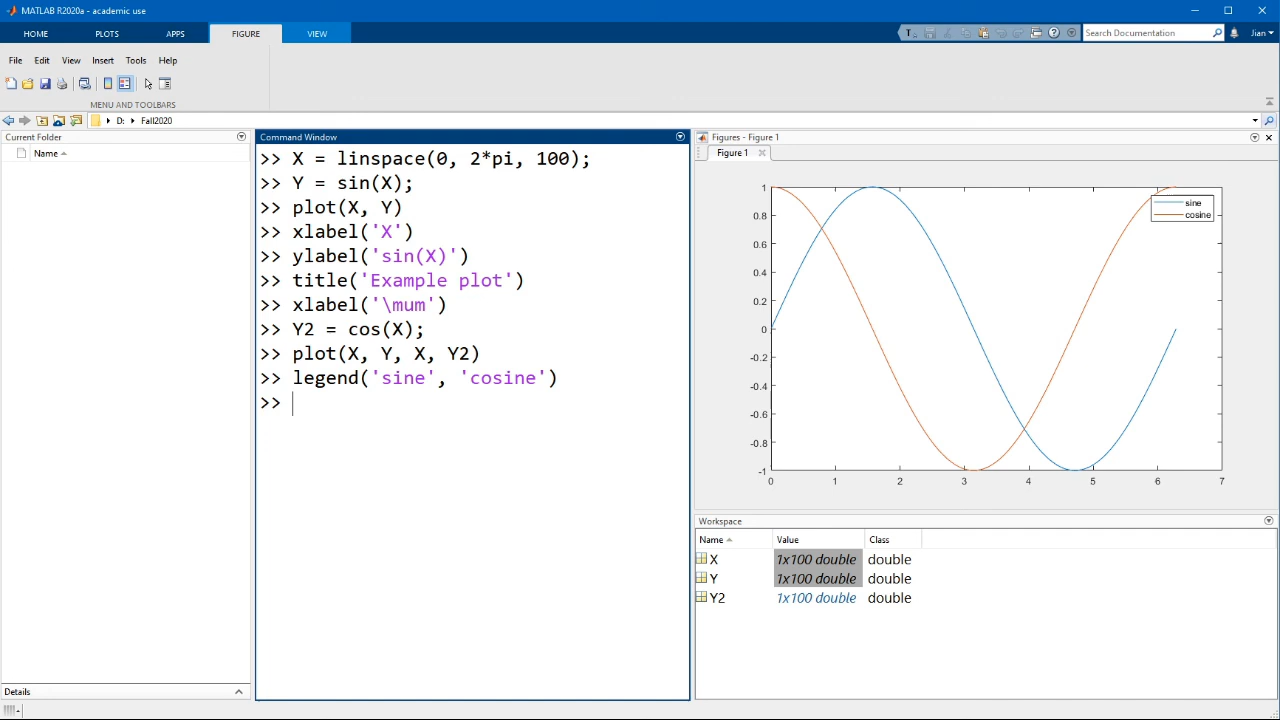 MATLAB R2020a - academic use
HOME PLOTS APPS FIGURE VIEW
Search Documentation
Jian
File Edit View Insert Tools Help
MENU AND TOOLBARS
D: Fall2020
Current Folder
Name
Details
Command Window
>> X = linspace(0, 2*pi, 100);
>> Y = sin(X);
>> plot(X, Y)
>> xlabel('X')
>> ylabel('sin(X)')
>> title('Example plot')
>> xlabel('\mum')
>> Y2 = cos(X);
>> plot(X, Y, X, Y2)
>> legend('sine', 'cosine')
>>
Figures - Figure 1
Figure 1
1
0.8
0.6
0.4
0.2
0
-0.2
-0.4
-0.6
-0.8
-1
0 1 2 3 4 5 6 7
sine
cosine
Workspace
Name Value Class
X 1x100 double double
Y 1x100 double double
Y2 1x100 double double